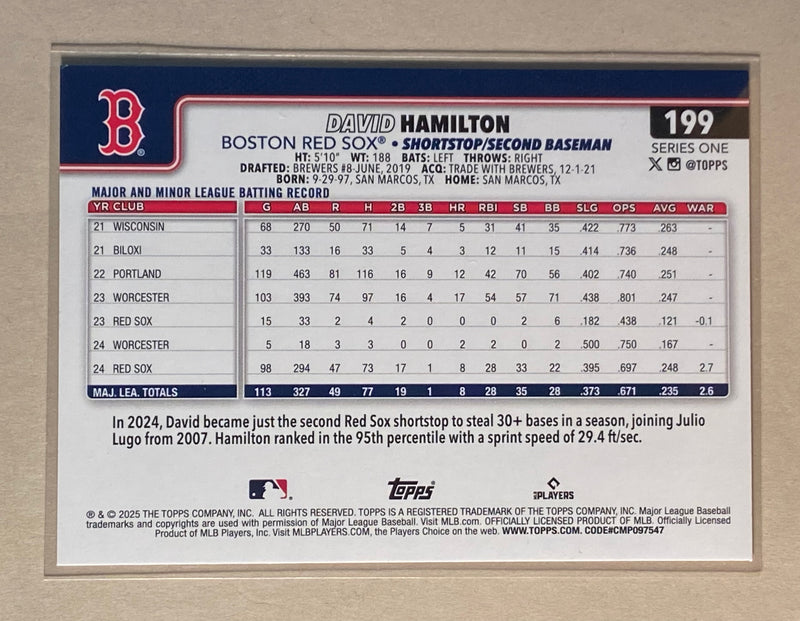 B®
199
DAVID HAMILTON
SERIES ONE
BOSTON RED SOX® • SHORTSTOP/SECOND BASEMAN
HT: 5'10" WT: 188 BATS: LEFT THROWS: RIGHT
X @TOPPS
DRAFTED: BREWERS #8-JUNE, 2019 ACQ: TRADE WITH BREWERS, 12-1-21
BORN: 9-29-97, SAN MARCOS, TX HOME: SAN MARCOS, TX
MAJOR AND MINOR LEAGUE BATTING RECORD
YR CLUB G AB R H 2B 3B HR RBI SB BB SLG OPS AVG WAR
21 WISCONSIN 68 270 50 71 14 7 5 31 41 35 .422 .773 .263 -
21 BILOXI 33 133 16 33 5 4 3 12 11 15 .414 .736 .248 -
22 PORTLAND 119 463 81 116 16 9 12 42 70 56 .402 .740 .251 -
23 WORCESTER 103 393 74 97 16 4 17 54 57 71 .438 .801 .247 -
23 RED SOX 15 33 2 4 2 0 0 0 2 6 .182 .438 .121 -0.1
24 WORCESTER 5 18 3 3 0 0 2 2 0 2 .500 .750 .167 -
24 RED SOX 98 294 47 73 17 1 8 28 33 22 .395 .697 .248 2.7
MAJ. LEA. TOTALS 113 327 49 77 19 1 8 28 35 28 .373 .671 .235 2.6
In 2024, David became just the second Red Sox shortstop to steal 30+ bases in a season, joining Julio
Lugo from 2007. Hamilton ranked in the 95th percentile with a sprint speed of 29.4 ft/sec.
Topps®
MLB PLAYERS
® & © 2025 THE TOPPS COMPANY, INC. ALL RIGHTS RESERVED. TOPPS IS A REGISTERED TRADEMARK OF THE TOPPS COMPANY, INC. Major League Baseball
trademarks and copyrights are used with permission of Major League Baseball. Visit MLB.com. OFFICIALLY LICENSED PRODUCT OF MLB. Officially Licensed
Product of MLB Players, Inc. Visit MLBPLAYERS.COM, the Players Choice on the web. WWW.TOPPS.COM. CODE#CMP097547